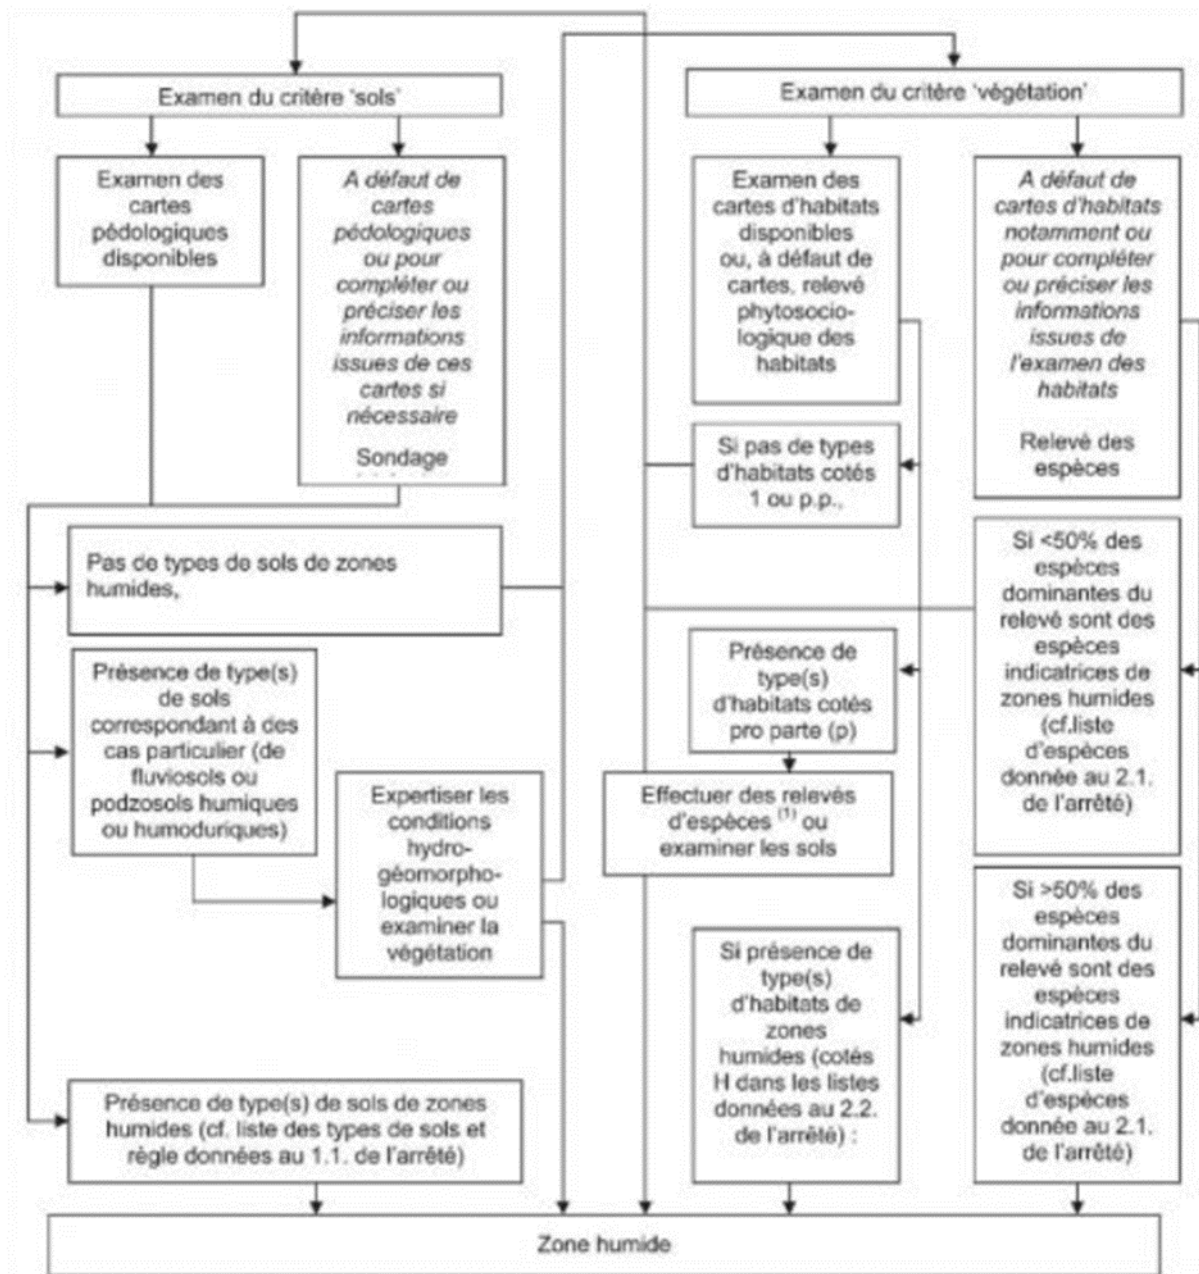 Examen du critère 'sols'
Examen des
cartes
pédologiques
disponibles
A défaut de
cartes
pédologiques
ou pour
compléter ou
préciser les
informations
issues de ces
cartes si
nécessaire
Sondage
Pas de types de sols de zones
humides,
Présence de type(s)
de sols
correspondant à des
cas particulier (de
fluviosols ou
podzosols humiques
ou humoduriques)
Expertiser les
conditions
hydro-
géomorpho-
logiques ou
examiner la
végétation
Présence de type(s) de sols de zones
humides (cf. liste des types de sols et
règle données au 1.1. de l'arrêté)
Examen du critère 'végétation'
Examen des
cartes d'habitats
disponibles
ou, à défaut de
cartes, relevé
phytosocio-
logique des
habitats
A défaut de
cartes d'habitats
notamment ou
pour compléter
ou préciser les
informations
issues de
l'examen des
habitats
Relevé des
espèces
Si pas de types
d'habitats cotés
1 ou p.p.,
Présence de
type(s)
d'habitats cotés
pro parte (p)
Effectuer des relevés
d'espèces (1) ou
examiner les sols
Si présence de
type(s)
d'habitats de
zones
humides (cotés
H dans les listes
données au 2.2.
de l'arrêté) :
Si <50% des
espèces
dominantes du
relevé sont des
espèces
indicatrices de
zones humides
(cf.liste
d'espèces
donnée au 2.1.
de l'arrêté)
Si >50% des
espèces
dominantes du
relevé sont des
espèces
indicatrices de
zones humides
(cf.liste
d'espèces
donnée au 2.1.
de l'arrêté)
Zone humide